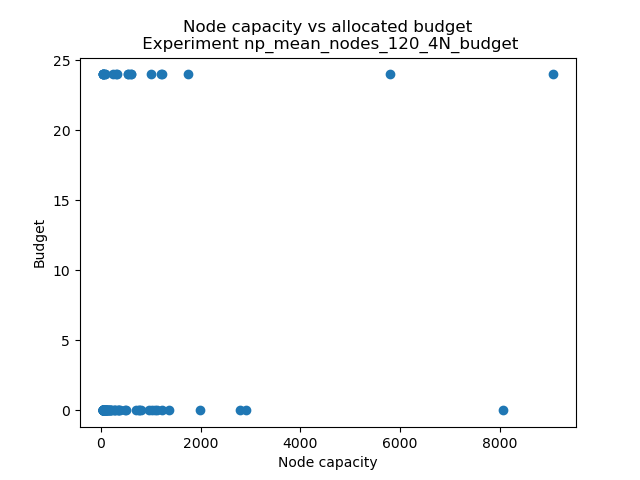 Node capacity vs allocated budget
Experiment np_mean_nodes_120_4N_budget
25
20
15
10
5
0
Budget
0 2000 4000 6000 8000
Node capacity